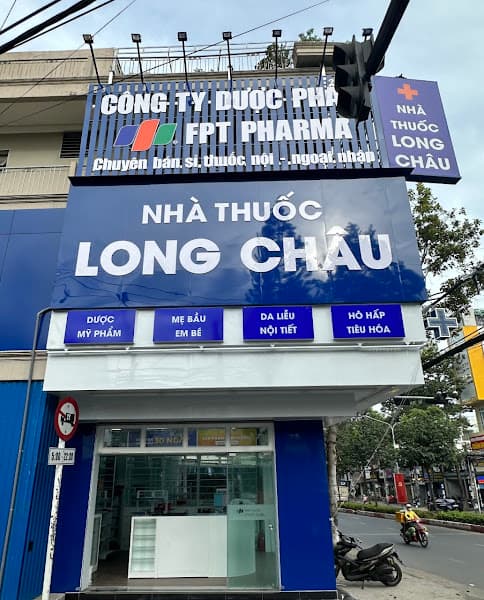 CÔNG TY DƯỢC PHẨ
FPT PHARMA
Chuyên bán sỉ thuốc nội - ngoại nhập
NHÀ
THUỐC
LONG
CHÂU
NHÀ THUỐC
LONG CHÂU
DƯỢC
MỸ PHẨM
MẸ BẦU
EM BÉ
DA LIỄU
NỘI TIẾT
HÔ HẤP
TIÊU HÓA